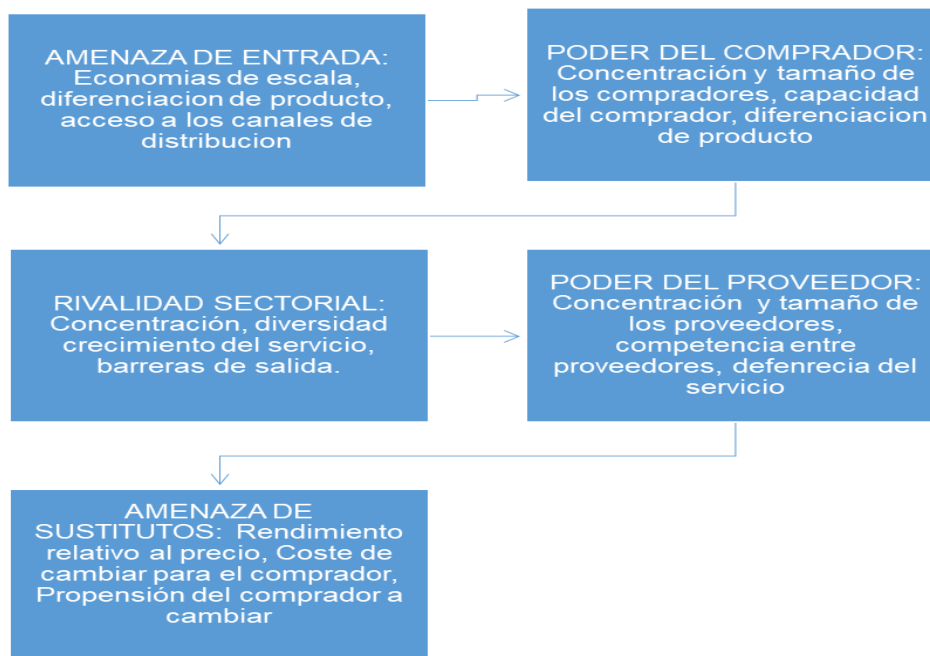 AMENAZA DE ENTRADA:
Economias de escala,
diferenciacion de producto,
acceso a los canales de
distribucion
PODER DEL COMPRADOR:
Concentración y tamaño de
los compradores, capacidad
del comprador, diferenciacion
de producto
RIVALIDAD SECTORIAL:
Concentración, diversidad
crecimiento del servicio,
barreras de salida.
PODER DEL PROVEEDOR:
Concentración y tamaño de
los proveedores,
competencia entre
proveedores, defenrecia del
servicio
AMENAZA DE
SUSTITUTOS: Rendimiento
relativo al precio, Coste de
cambiar para el comprador,
Propensión del comprador a
cambiar